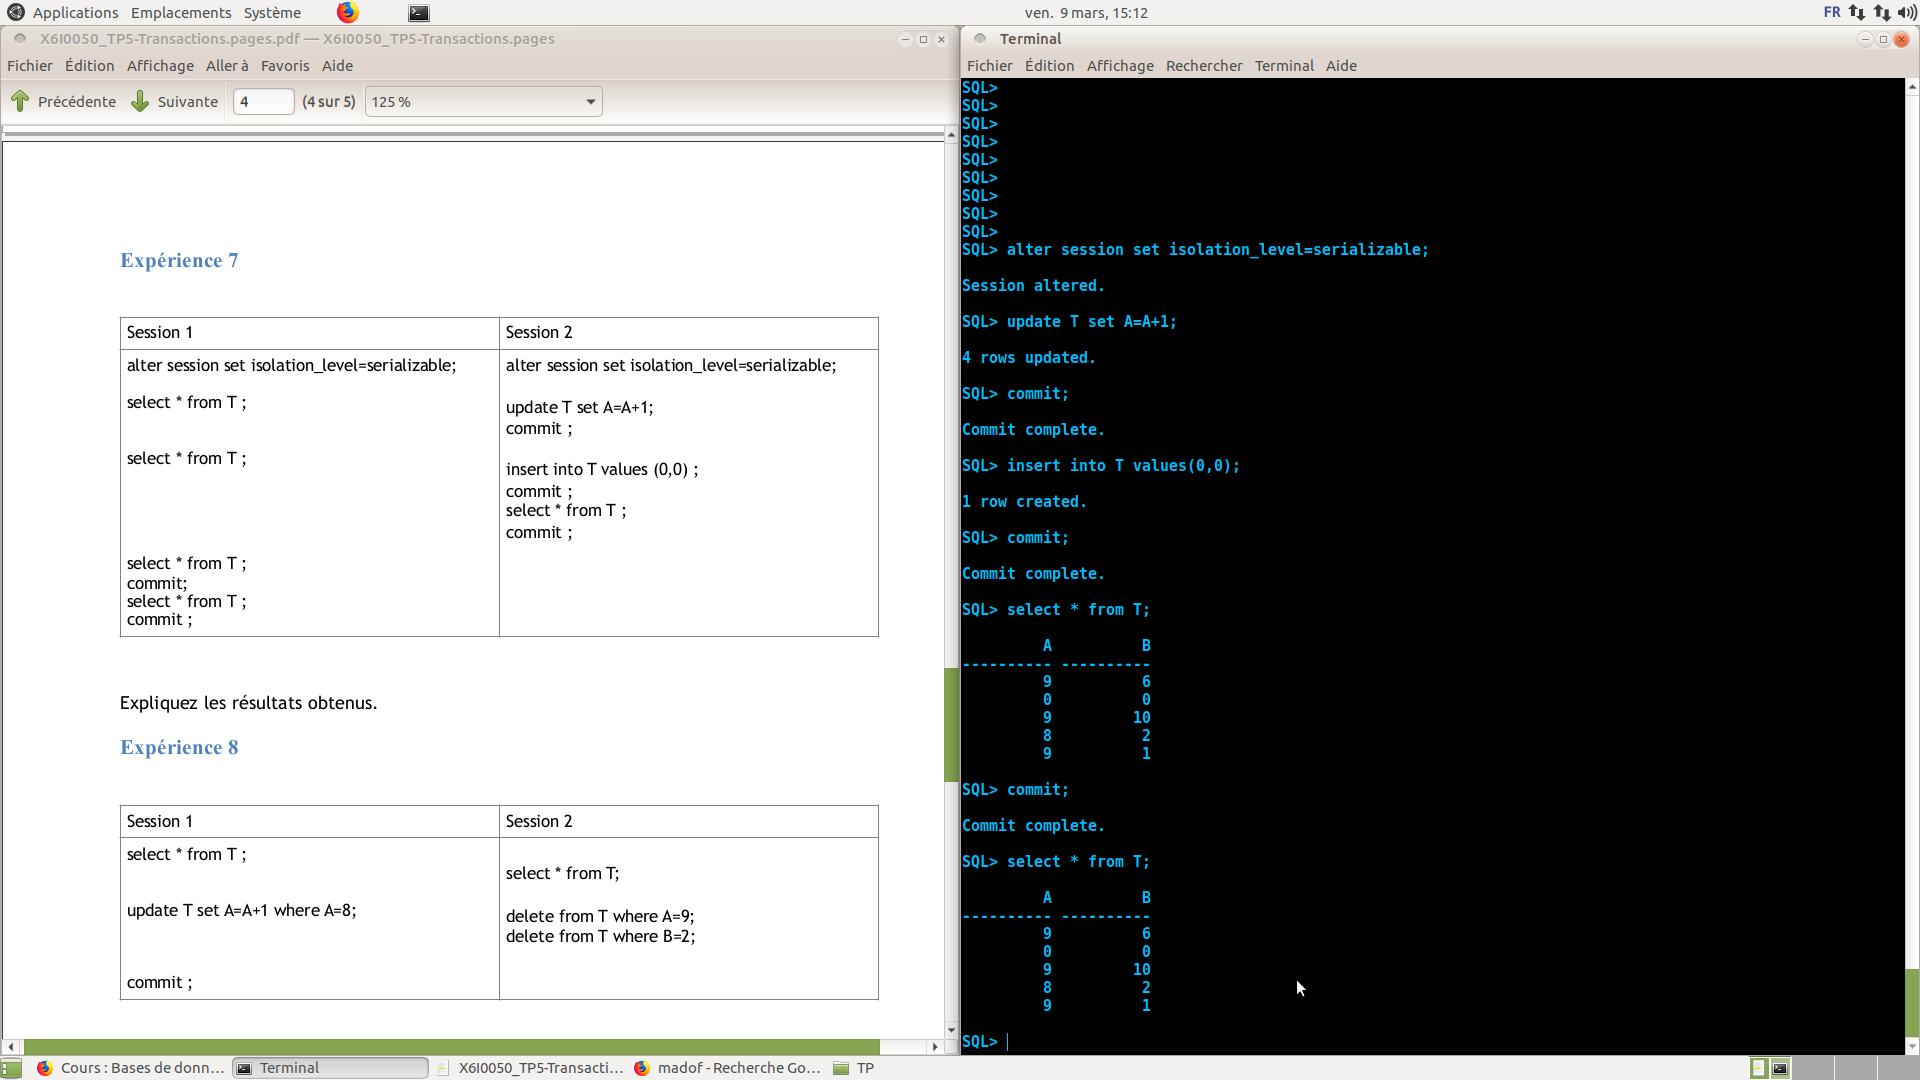 Applications Emplacements Système
ven. 9 mars, 15:12
FR
X6I0050_TP5-Transactions.pages.pdf — X6I0050_TP5-Transactions.pages
Fichier Édition Affichage Aller à Favoris Aide
Précédente Suivante 4 (4 sur 5) 125 %
Expérience 7
Session 1
alter session set isolation_level=serializable;
select * from T ;
select * from T ;
select * from T ;
commit;
select * from T ;
commit ;
Session 2
alter session set isolation_level=serializable;
update T set A=A+1;
commit ;
insert into T values (0,0) ;
commit ;
select * from T ;
commit ;
Expliquez les résultats obtenus.
Expérience 8
Session 1
select * from T ;
update T set A=A+1 where A=8;
commit ;
Session 2
select * from T;
delete from T where A=9;
delete from T where B=2;
Terminal
Fichier Édition Affichage Rechercher Terminal Aide
SQL>
SQL>
SQL>
SQL>
SQL>
SQL>
SQL>
SQL>
SQL>
SQL> alter session set isolation_level=serializable;
Session altered.
SQL> update T set A=A+1;
4 rows updated.
SQL> commit;
Commit complete.
SQL> insert into T values(0,0);
1 row created.
SQL> commit;
Commit complete.
SQL> select * from T;
A B
---------- ----------
9 6
0 0
9 10
8 2
9 1
SQL> commit;
Commit complete.
SQL> select * from T;
A B
---------- ----------
9 6
0 0
9 10
8 2
9 1
SQL>
Cours : Bases de donn... Terminal X6I0050_TP5-Transacti... madof - Recherche Go... TP